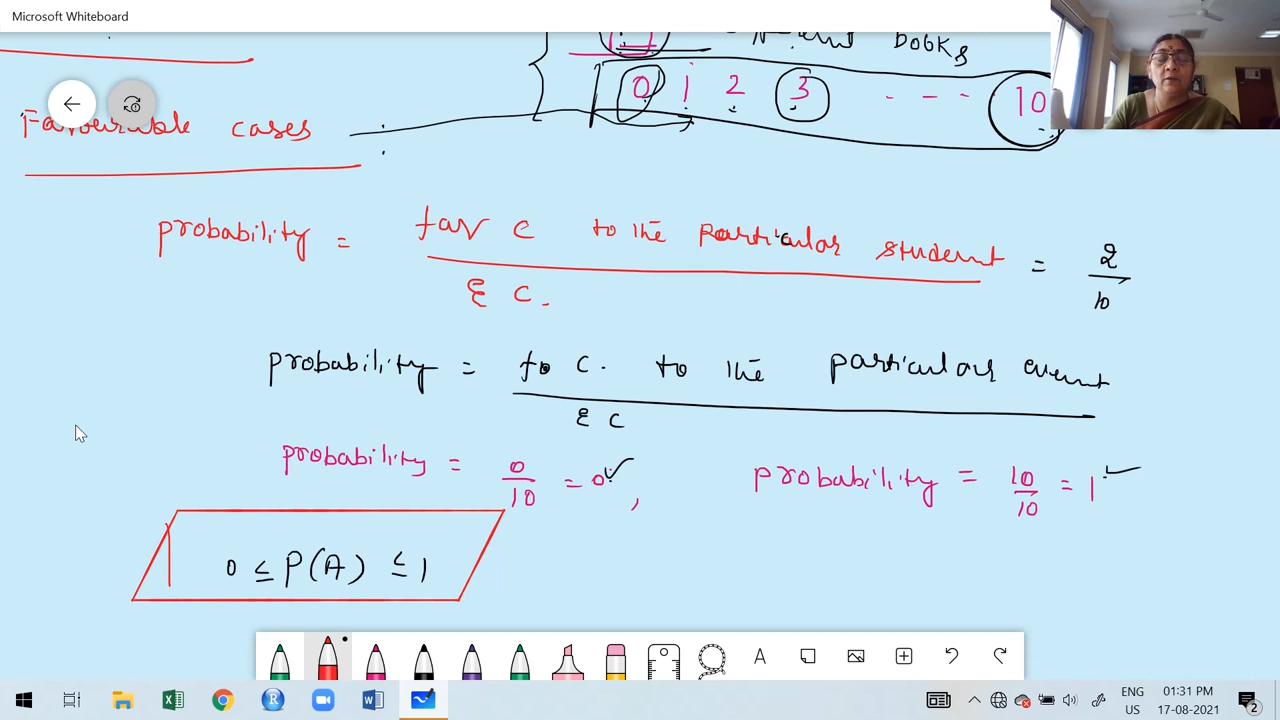 Microsoft Whiteboard
Books
0 1 2 3 - - - 10
Favourable cases :
probability = fav C to the particular student = 2/10
ε C.
probability = fo C. to the particular event
ε C
probability = 0/10 = 0 , probability = 10/10 = 1
0 ≤ P(A) ≤ 1
A
ENG 01:31 PM
US 17-08-2021 2